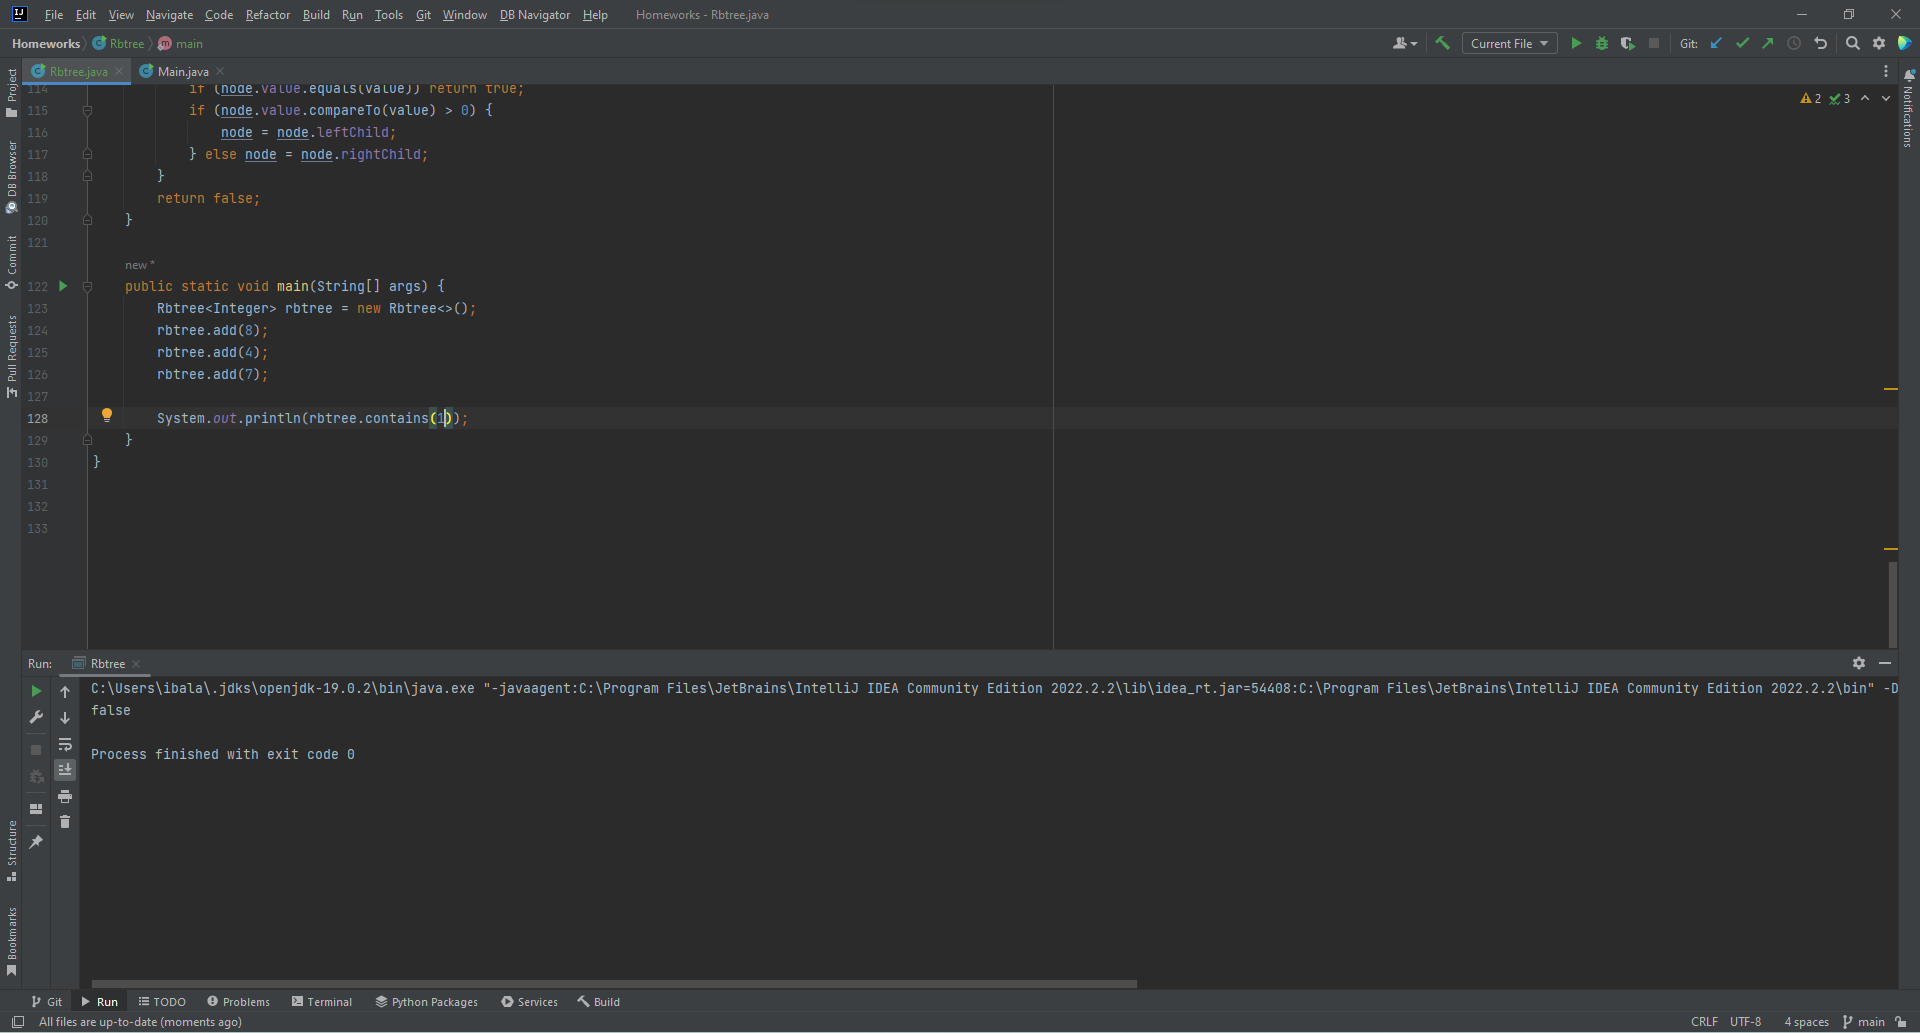 File Edit View Navigate Code Refactor Build Run Tools Git Window DB Navigator Help Homeworks - Rbtree.java
Homeworks Rbtree main Current File Git:
Rbtree.java Main.java
114 if (node.value.equals(value)) return true;
115 if (node.value.compareTo(value) > 0) {
116 node = node.leftChild;
117 } else node = node.rightChild;
118 }
119 return false;
120 }
121
new *
122 public static void main(String[] args) {
123 Rbtree<Integer> rbtree = new Rbtree<>();
124 rbtree.add(8);
125 rbtree.add(4);
126 rbtree.add(7);
127
128 System.out.println(rbtree.contains(1));
129 }
130 }
131
132
133
2 3
Project
DB Browser
Commit
Pull Requests
Structure
Bookmarks
Notifications
Run: Rbtree
C:\Users\ibala\.jdks\openjdk-19.0.2\bin\java.exe "-javaagent:C:\Program Files\JetBrains\IntelliJ IDEA Community Edition 2022.2.2\lib\idea_rt.jar=54408:C:\Program Files\JetBrains\IntelliJ IDEA Community Edition 2022.2.2\bin" -D
false
Process finished with exit code 0
Git Run TODO Problems Terminal Python Packages Services Build
All files are up-to-date (moments ago) CRLF UTF-8 4 spaces main